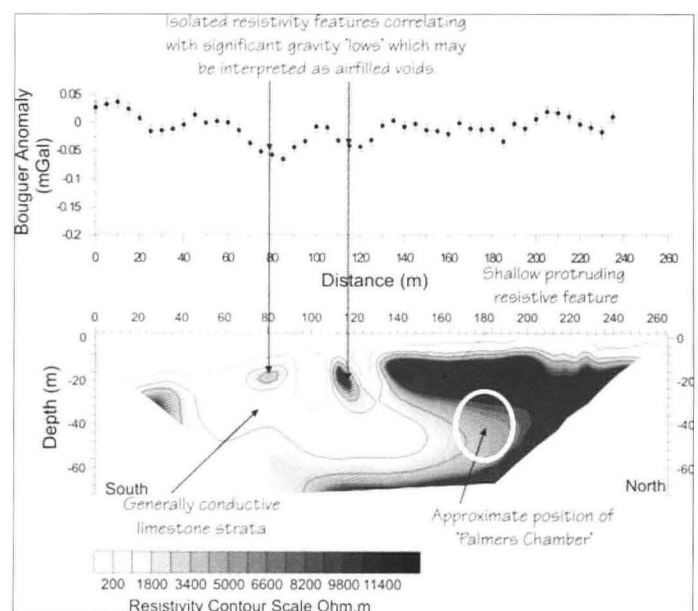 Isolated resistivity features correlating
with significant gravity 'lows' which may
be interpreted as airfilled voids
Bouguer Anomaly
(mGal)
0.05
0
-0.05
-0.1
-0.15
-0.2
0 20 40 60 80 100 120 140 160 180 200 220 240 260
Distance (m)
Shallow protruding
resistive feature
0 20 40 60 80 100 120 140 160 180 200 220 260
Depth (m)
0 0
-20 -20
-40 -40
-60 -60
South
North
Generally conductive
limestone strata
Approximate position of
'Palmers Chamber'
200 1800 3400 5000 6600 8200 9800 11400
Resistivity Contour Scale Ohm.m